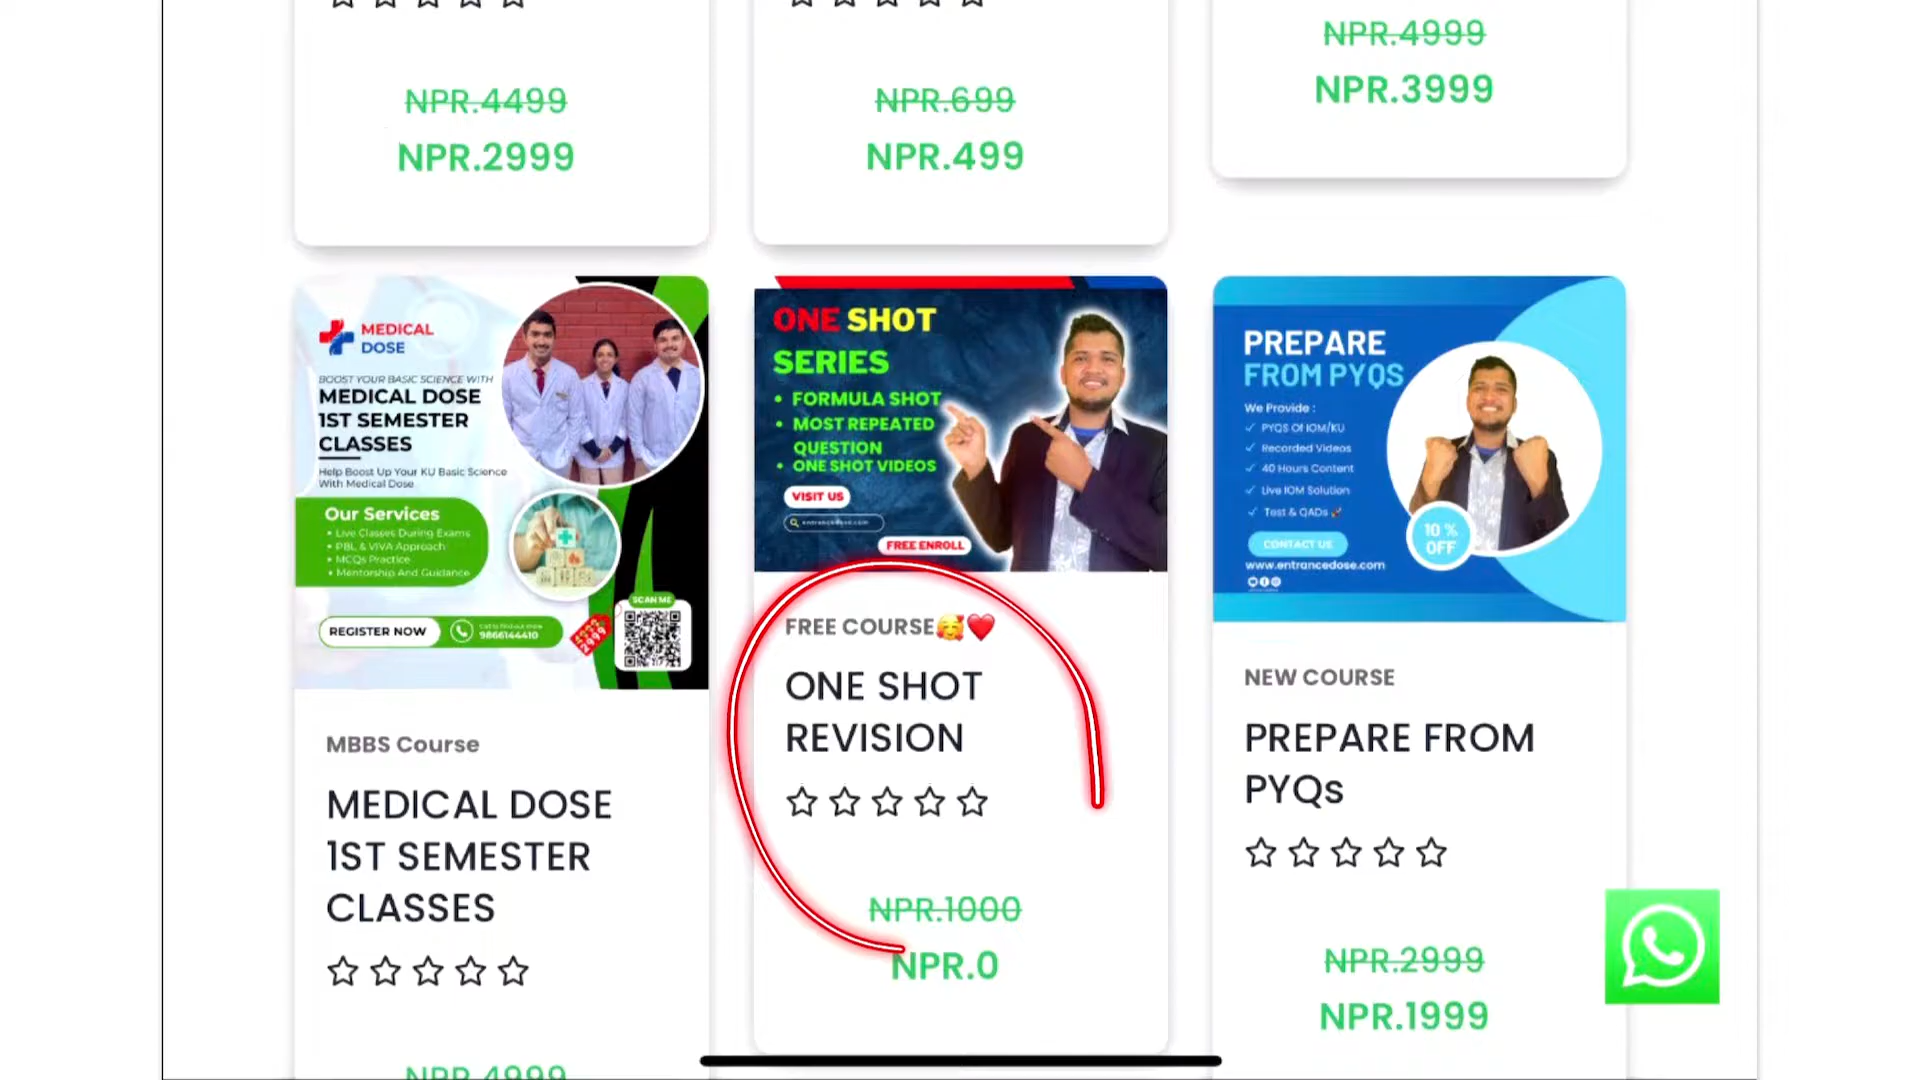 NPR.4499
NPR.2999
NPR.699
NPR.499
NPR.4999
NPR.3999
MEDICAL
DOSE
BOOST YOUR BASIC SCIENCE WITH
MEDICAL DOSE
1ST SEMESTER
CLASSES
Help Boost Up Your KU Basic Science
With Medical Dose
Our Services
• Live Classes During Exams
• PBL & VIVA Approach
• MCQs Practice
• Mentorship And Guidance
REGISTER NOW
9866144410
SCAN ME
2999
MBBS Course
MEDICAL DOSE
1ST SEMESTER
CLASSES
NPR.4999
ONE SHOT
SERIES
• FORMULA SHOT
• MOST REPEATED
QUESTION
• ONE SHOT VIDEOS
VISIT US
entrancedose.com
FREE ENROLL
FREE COURSE🥰❤️
ONE SHOT
REVISION
NPR.1000
NPR.0
PREPARE
FROM PYQS
We Provide :
✓ PYQS Of IOM/KU
✓ Recorded Videos
✓ 40 Hours Content
✓ Live IOM Solution
✓ Test & QADs
CONTACT US
10 %
OFF
www.entrancedose.com
NEW COURSE
PREPARE FROM
PYQs
NPR.2999
NPR.1999